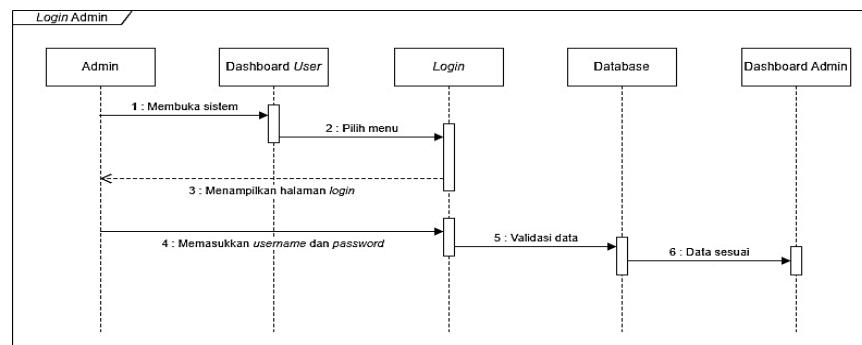 Login Admin
Admin
Dashboard User
Login
Database
Dashboard Admin
1 : Membuka sistem
2 : Pilih menu
3 : Menampilkan halaman login
4 : Memasukkan username dan password
5 : Validasi data
6 : Data sesuai